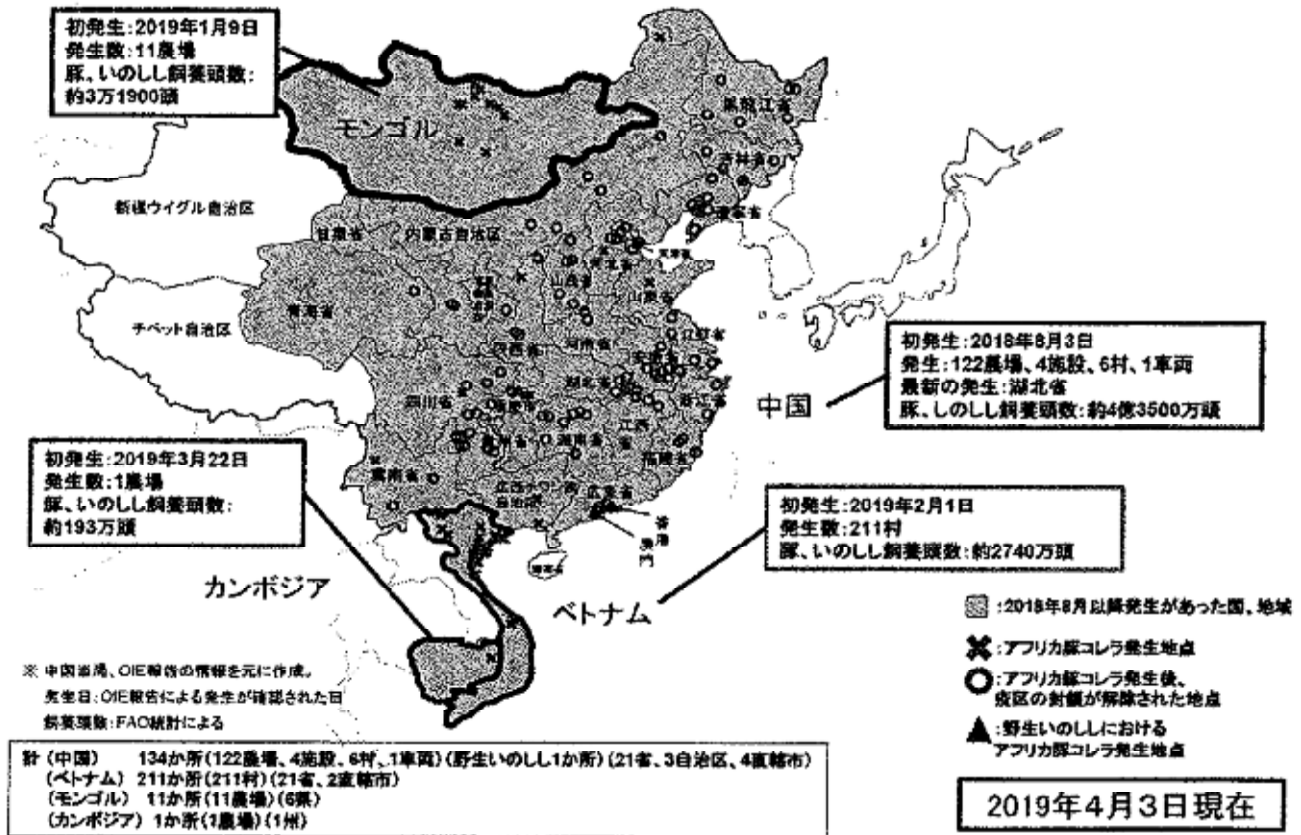 初発生:2019年1月9日
発生数:11農場
豚、いのしし飼養頭数:
約3万1900頭
モンゴル
黒龍江省
吉林省
遼寧省
新疆ウイグル自治区
甘粛省
内蒙古自治区
天津市
河北省
山西省
山東省
青海省
チベット自治区
陝西省
河南省
江蘇省
安徽省
初発生:2018年8月3日
発生:122農場、4施設、6村、1車両
最新の発生:湖北省
豚、しのしし飼養頭数:約4億3500万頭
中国
四川省
重慶市
湖北省
浙江省
江西省
湖南省
福建省
初発生:2019年3月22日
発生数:1農場
豚、いのしし飼養頭数:
約193万頭
雲南省
広東省
香港
澳門
海南省
初発生:2019年2月1日
発生数:211村
豚、いのしし飼養頭数:約2740万頭
カンボジア
ベトナム
:2018年8月以降発生があった国、地域
:アフリカ豚コレラ発生地点
:アフリカ豚コレラ発生後、
疫区の封鎖が解除された地点
:野生いのししにおける
アフリカ豚コレラ発生地点
※ 中国当局、OIE報告の情報を元に作成。
発生日:OIE報告による発生が確認された日
飼養頭数:FAO統計による
計 (中国) 134か所(122農場、4施設、6村、1車両)(野生いのしし1か所)(21省、3自治区、4直轄市)
(ベトナム) 211か所(211村)(21省、2直轄市)
(モンゴル) 11か所(11農場)(6県)
(カンボジア) 1か所(1農場)(1州)
2019年4月3日現在